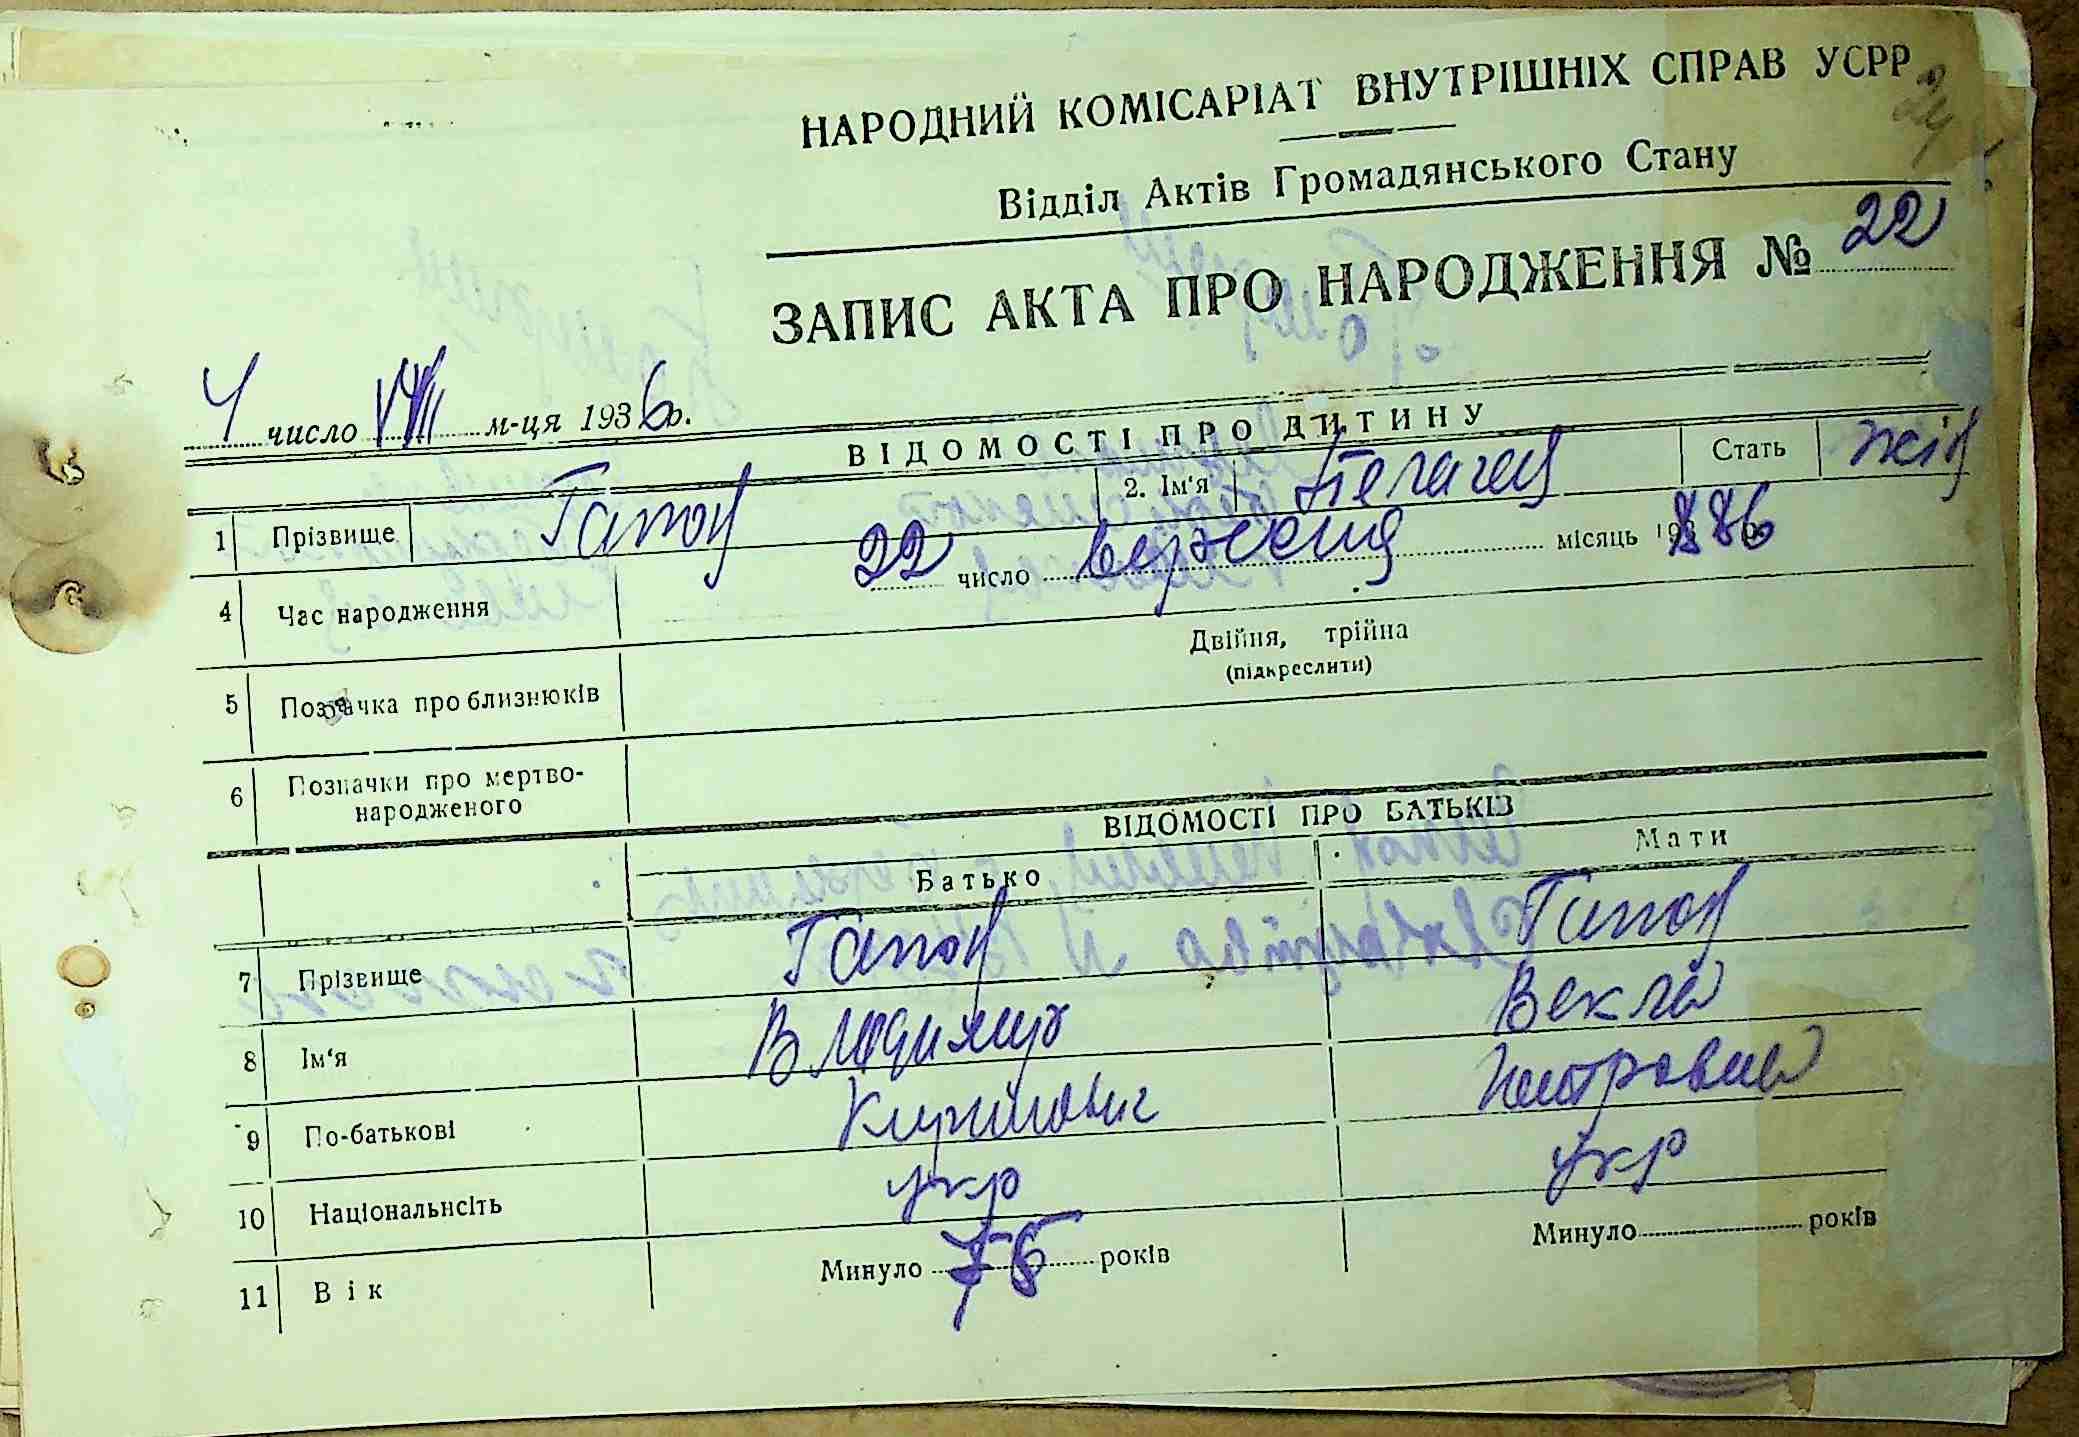 24
НАРОДНИЙ КОМІСАРІАТ ВНУТРІШНІХ СПРАВ УСРР
Відділ Актів Громадянського Стану
ЗАПИС АКТА ПРО НАРОДЖЕННЯ № 22
4 число VIII м-ця 1936 р.
ВІДОМОСТІ ПРО ДИТИНУ
1 Прізвище Гапон 2. Ім'я Пелагея Стать жін
4 Час народження 22 число вересня місяць 1886
5 Позначка про близнюків Двійня, трійна
(підкреслити)
6 Позначки про мертво-
народженого
ВІДОМОСТІ ПРО БАТЬКІВ
Батько Мати
7 Прізвище Гапон Гапон
8 Ім'я Владимир Векла
9 По-батькові Кирилович Петровна
10 Національнсіть укр укр
11 Вік Минуло років Минуло років